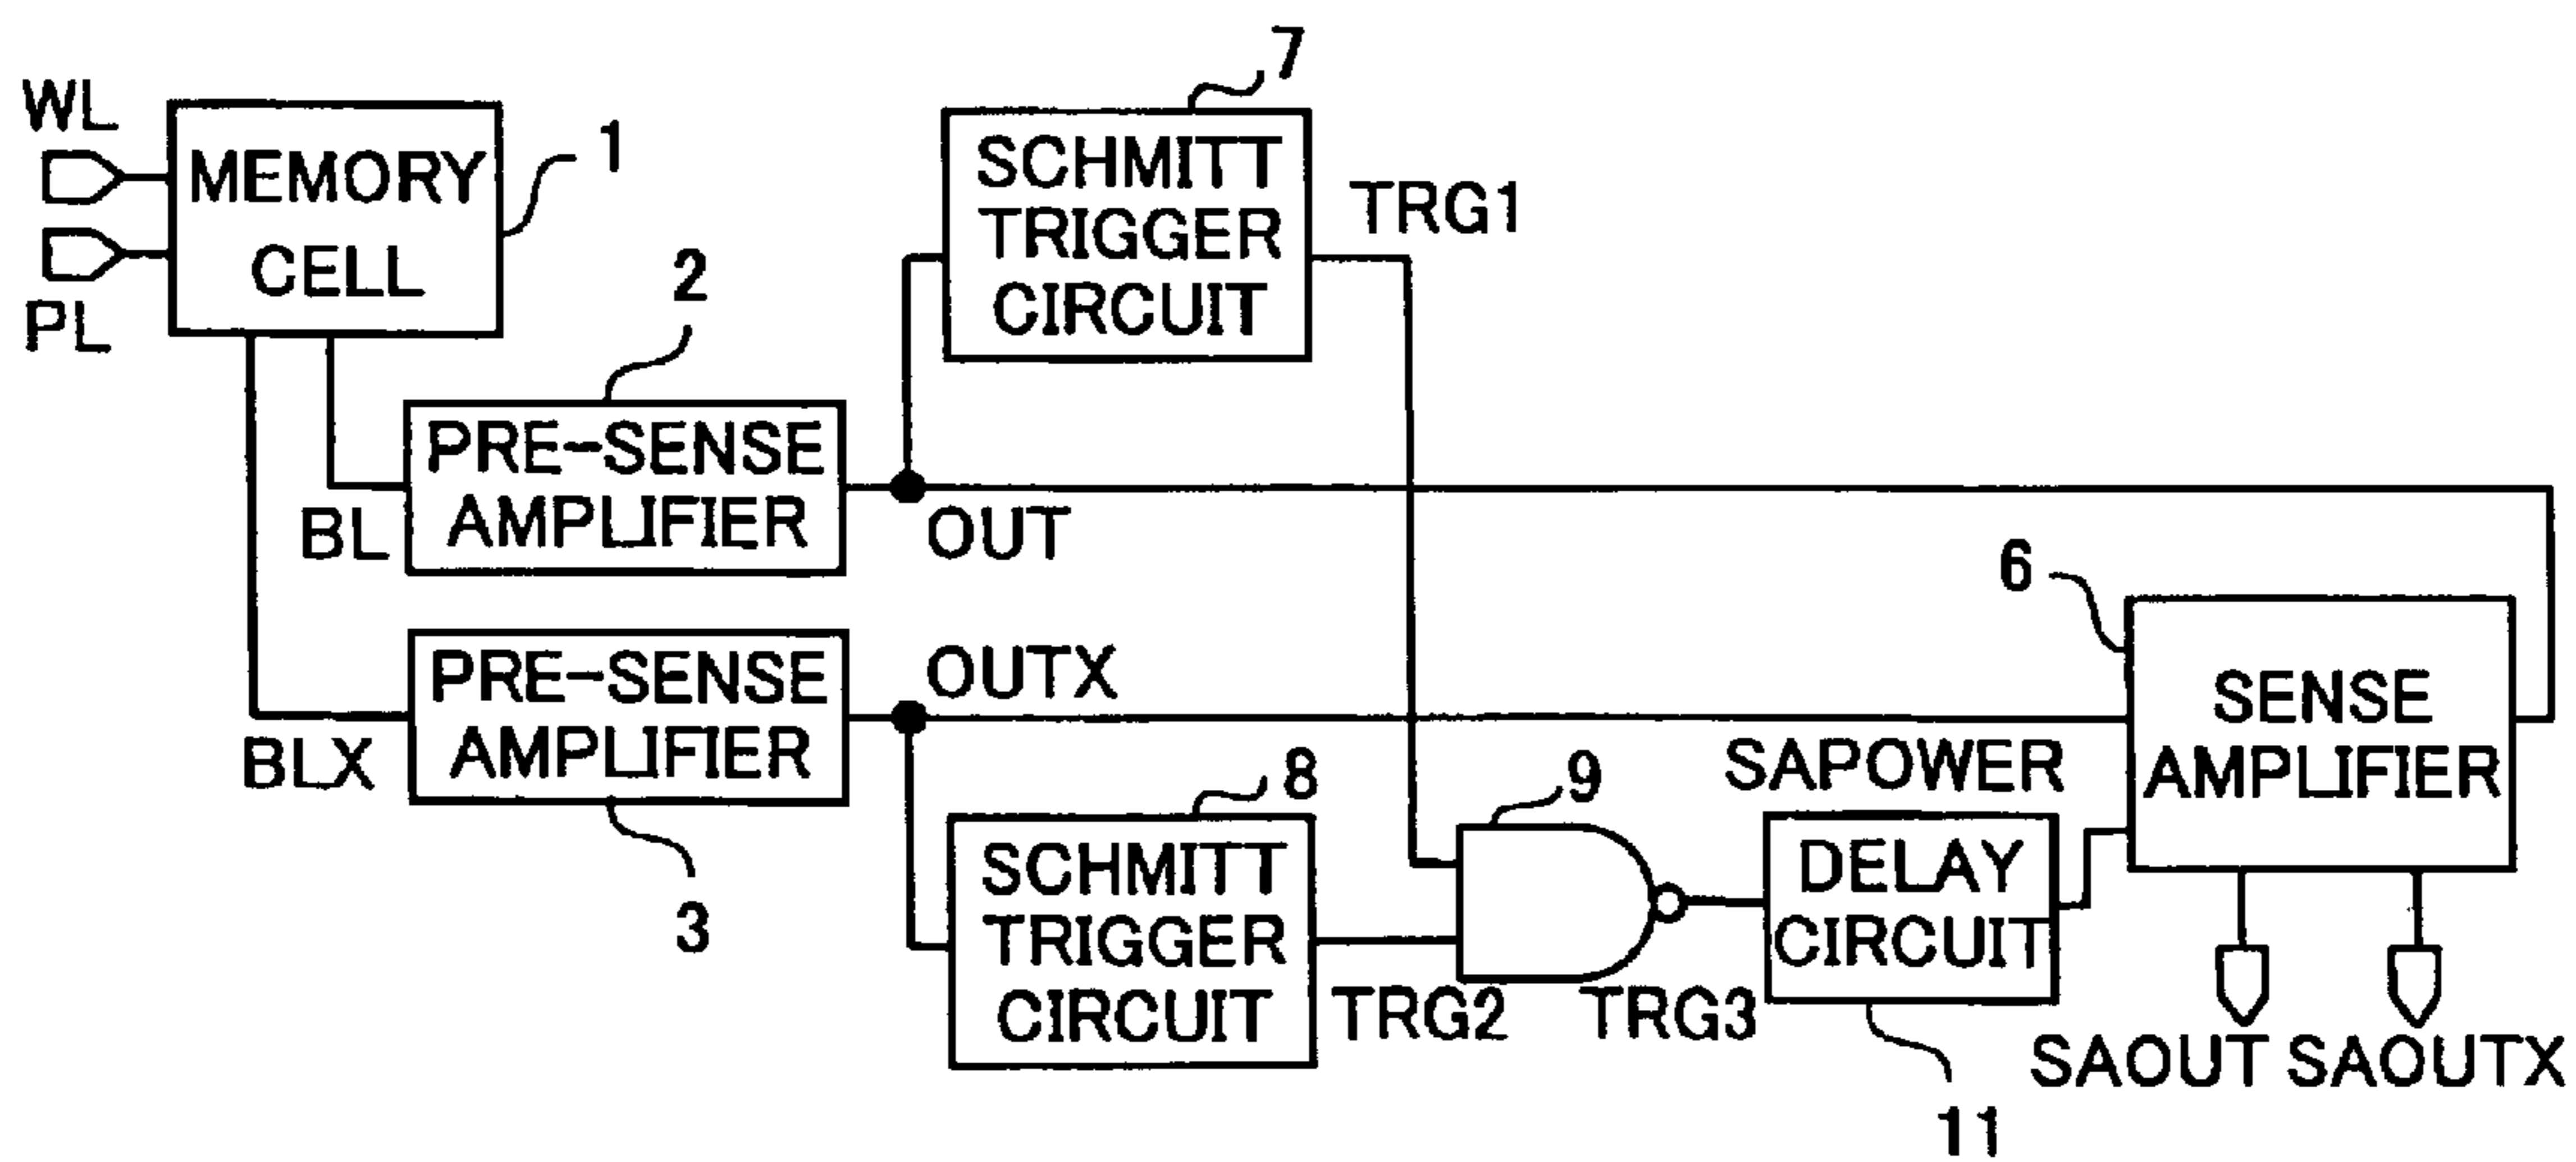 7
WL
MEMORY
CELL
1
PL
SCHMITT
TRIGGER
CIRCUIT
TRG1
2
PRE-SENSE
AMPLIFIER
BL
OUT
6
PRE-SENSE
AMPLIFIER
BLX
OUTX
SENSE
AMPLIFIER
SAPOWER
3
8
SCHMITT
TRIGGER
CIRCUIT
9
DELAY
CIRCUIT
TRG2
TRG3
SAOUT
SAOUTX
11